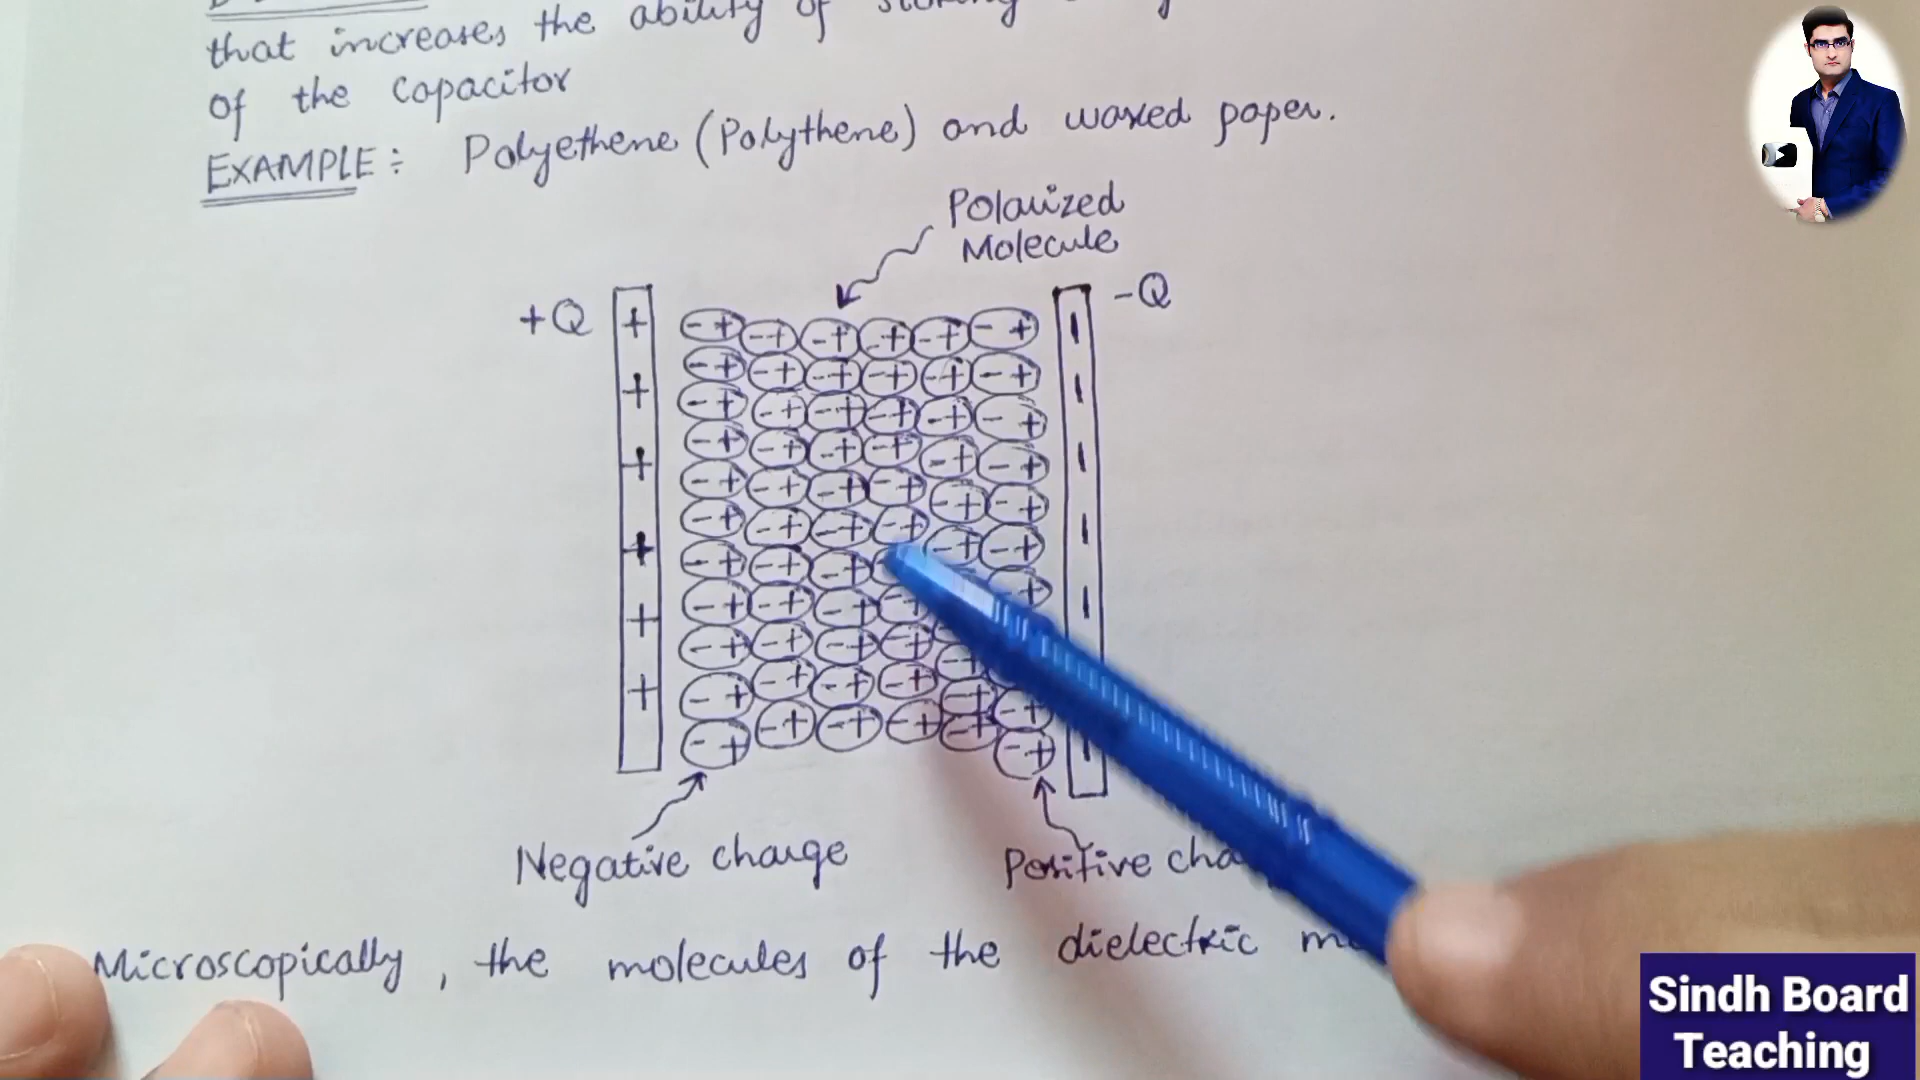 that increases the ability of
of the capacitor
EXAMPLE: Polyethene (Polythene) and waxed paper.
Polarized
Molecule
+Q
-Q
Negative charge
Positive cha
Microscopically, the molecules of the dielectric m
Sindh Board
Teaching